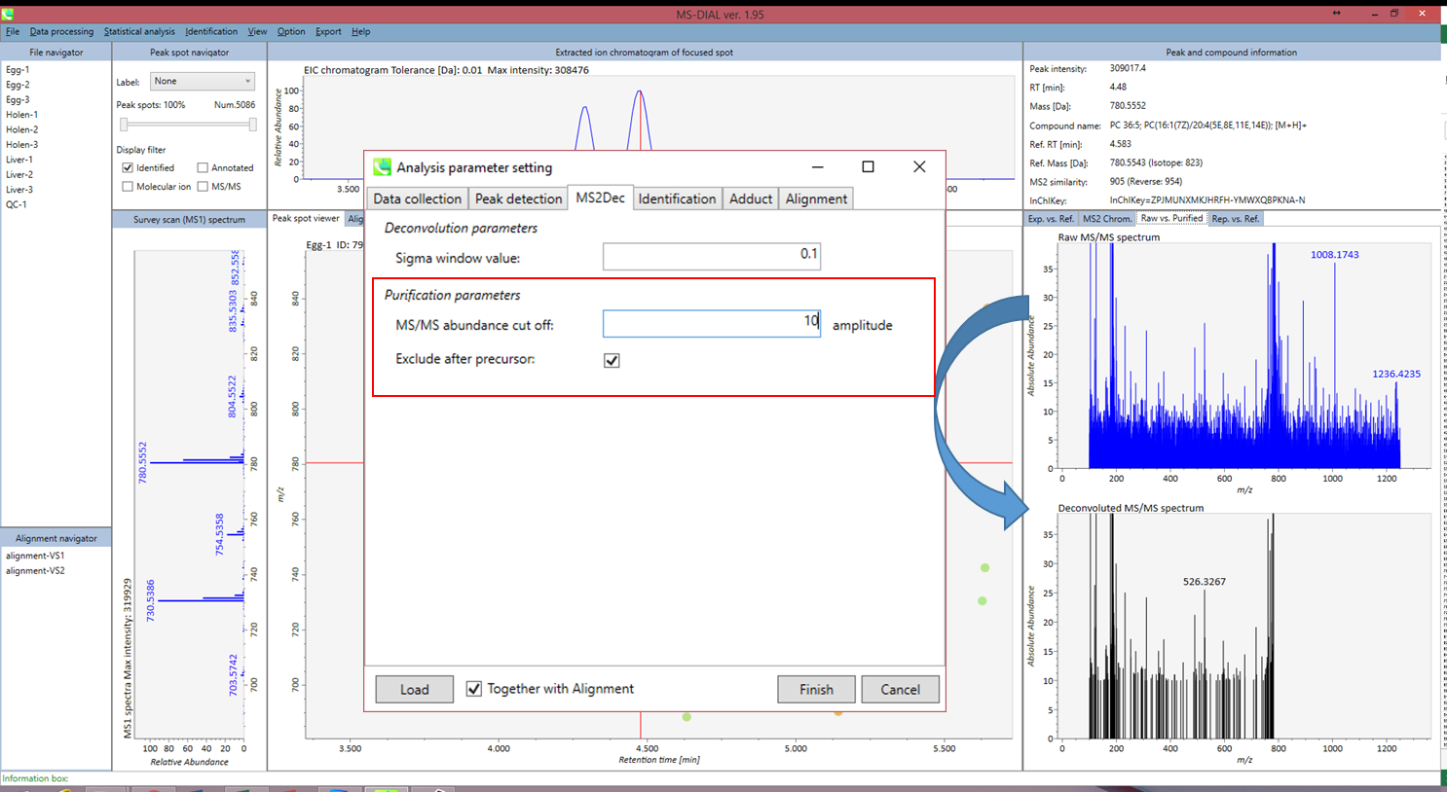 MS-DIAL ver. 1.95
File Data processing Statistical analysis Identification View Option Export Help
File navigator
Egg-1
Egg-2
Egg-3
Holen-1
Holen-2
Holen-3
Liver-1
Liver-2
Liver-3
QC-1
Alignment navigator
alignment-VS1
alignment-VS2
Peak spot navigator
Label: None
Peak spots: 100% Num.5086
Display filter
Identified Annotated
Molecular ion MS/MS
Survey scan (MS1) spectrum
MS1 spectra Max intensity: 319929
852.558
835.5303
804.5522
780.5552
754.5358
730.5386
703.5742
840
820
800
780
760
740
720
700
100 80 60 40 20 0
Relative Abundance
Extracted ion chromatogram of focused spot
EIC chromatogram Tolerance [Da]: 0.01 Max intensity: 308476
Relative Abundance
100
80
60
40
20
0
3.500
00
Peak spot viewer Alig
Egg-1 ID: 79
m/z
840
820
800
780
760
740
720
700
3.500 4.000 4.500 5.000 5.500
Retention time [min]
Analysis parameter setting
Data collection Peak detection MS2Dec Identification Adduct Alignment
Deconvolution parameters
Sigma window value: 0.1
Purification parameters
MS/MS abundance cut off: 10 amplitude
Exclude after precursor:
Load Together with Alignment Finish Cancel
Peak and compound information
Peak intensity: 309017.4
RT [min]: 4.48
Mass [Da]: 780.5552
Compound name: PC 36:5; PC(16:1(7Z)/20:4(5E,8E,11E,14E)); [M+H]+
Ref. RT [min]: 4.583
Ref. Mass [Da]: 780.5543 (Isotope: 823)
MS2 similarity: 905 (Reverse: 954)
InChIKey: InChIKey=ZPJMUNXMKJHRFH-YMWXQBPKNA-N
Exp. vs. Ref. MS2 Chrom. Raw vs. Purified Rep. vs. Ref.
Raw MS/MS spectrum
1008.1743
1236.4235
Absolute Abundance
35
30
25
20
15
10
5
0
0 200 400 600 800 1000 1200
m/z
Deconvoluted MS/MS spectrum
526.3267
Absolute Abundance
35
30
25
20
15
10
5
0
0 200 400 600 800 1000 1200
m/z
Information box: